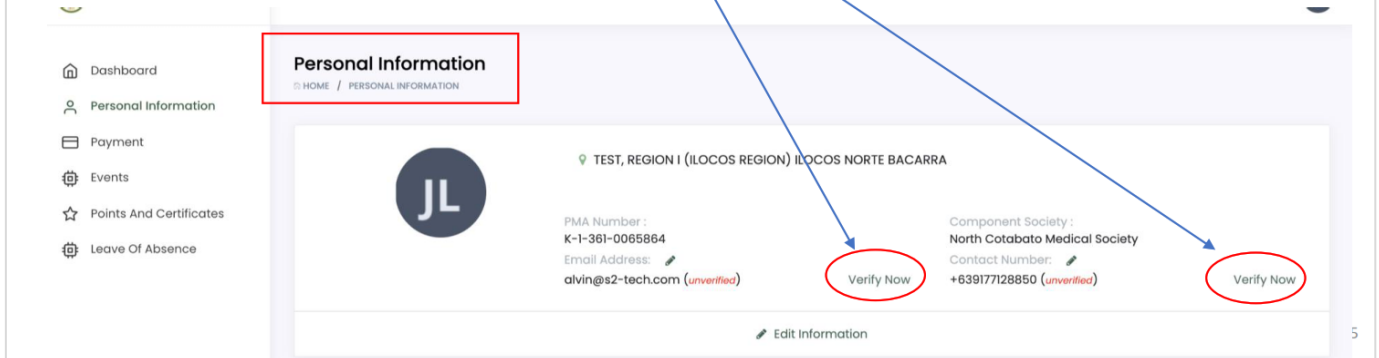 Dashboard
Personal Information
Payment
Events
Points And Certificates
Leave Of Absence
Personal Information
HOME / PERSONAL INFORMATION
JL
TEST, REGION I (ILOCOS REGION) ILOCOS NORTE BACARRA
PMA Number :
K-1-361-0065864
Email Address:
alvin@s2-tech.com (unverified)
Verify Now
Component Society :
North Cotabato Medical Society
Contact Number:
+639177128850 (unverified)
Verify Now
Edit Information
5